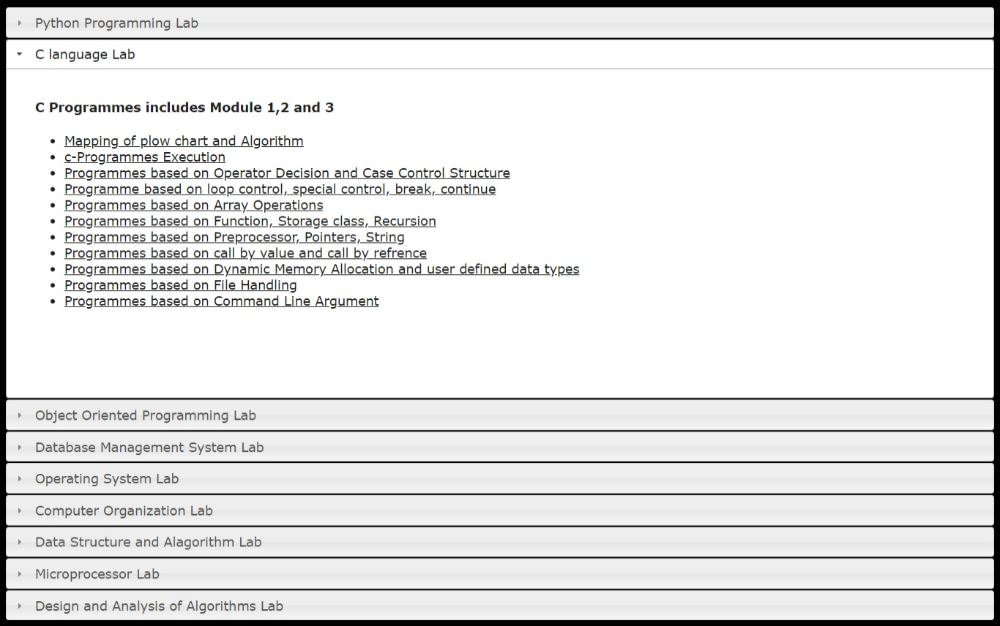 Python Programming Lab
C language Lab
C Programmes includes Module 1,2 and 3
Mapping of plow chart and Algorithm
c-Programmes Execution
Programmes based on Operator Decision and Case Control Structure
Programme based on loop control, special control, break, continue
Programmes based on Array Operations
Programmes based on Function, Storage class, Recursion
Programmes based on Preprocessor, Pointers, String
Programmes based on call by value and call by refrence
Programmes based on Dynamic Memory Allocation and user defined data types
Programmes based on File Handling
Programmes based on Command Line Argument
Object Oriented Programming Lab
Database Management System Lab
Operating System Lab
Computer Organization Lab
Data Structure and Alagorithm Lab
Microprocessor Lab
Design and Analysis of Algorithms Lab